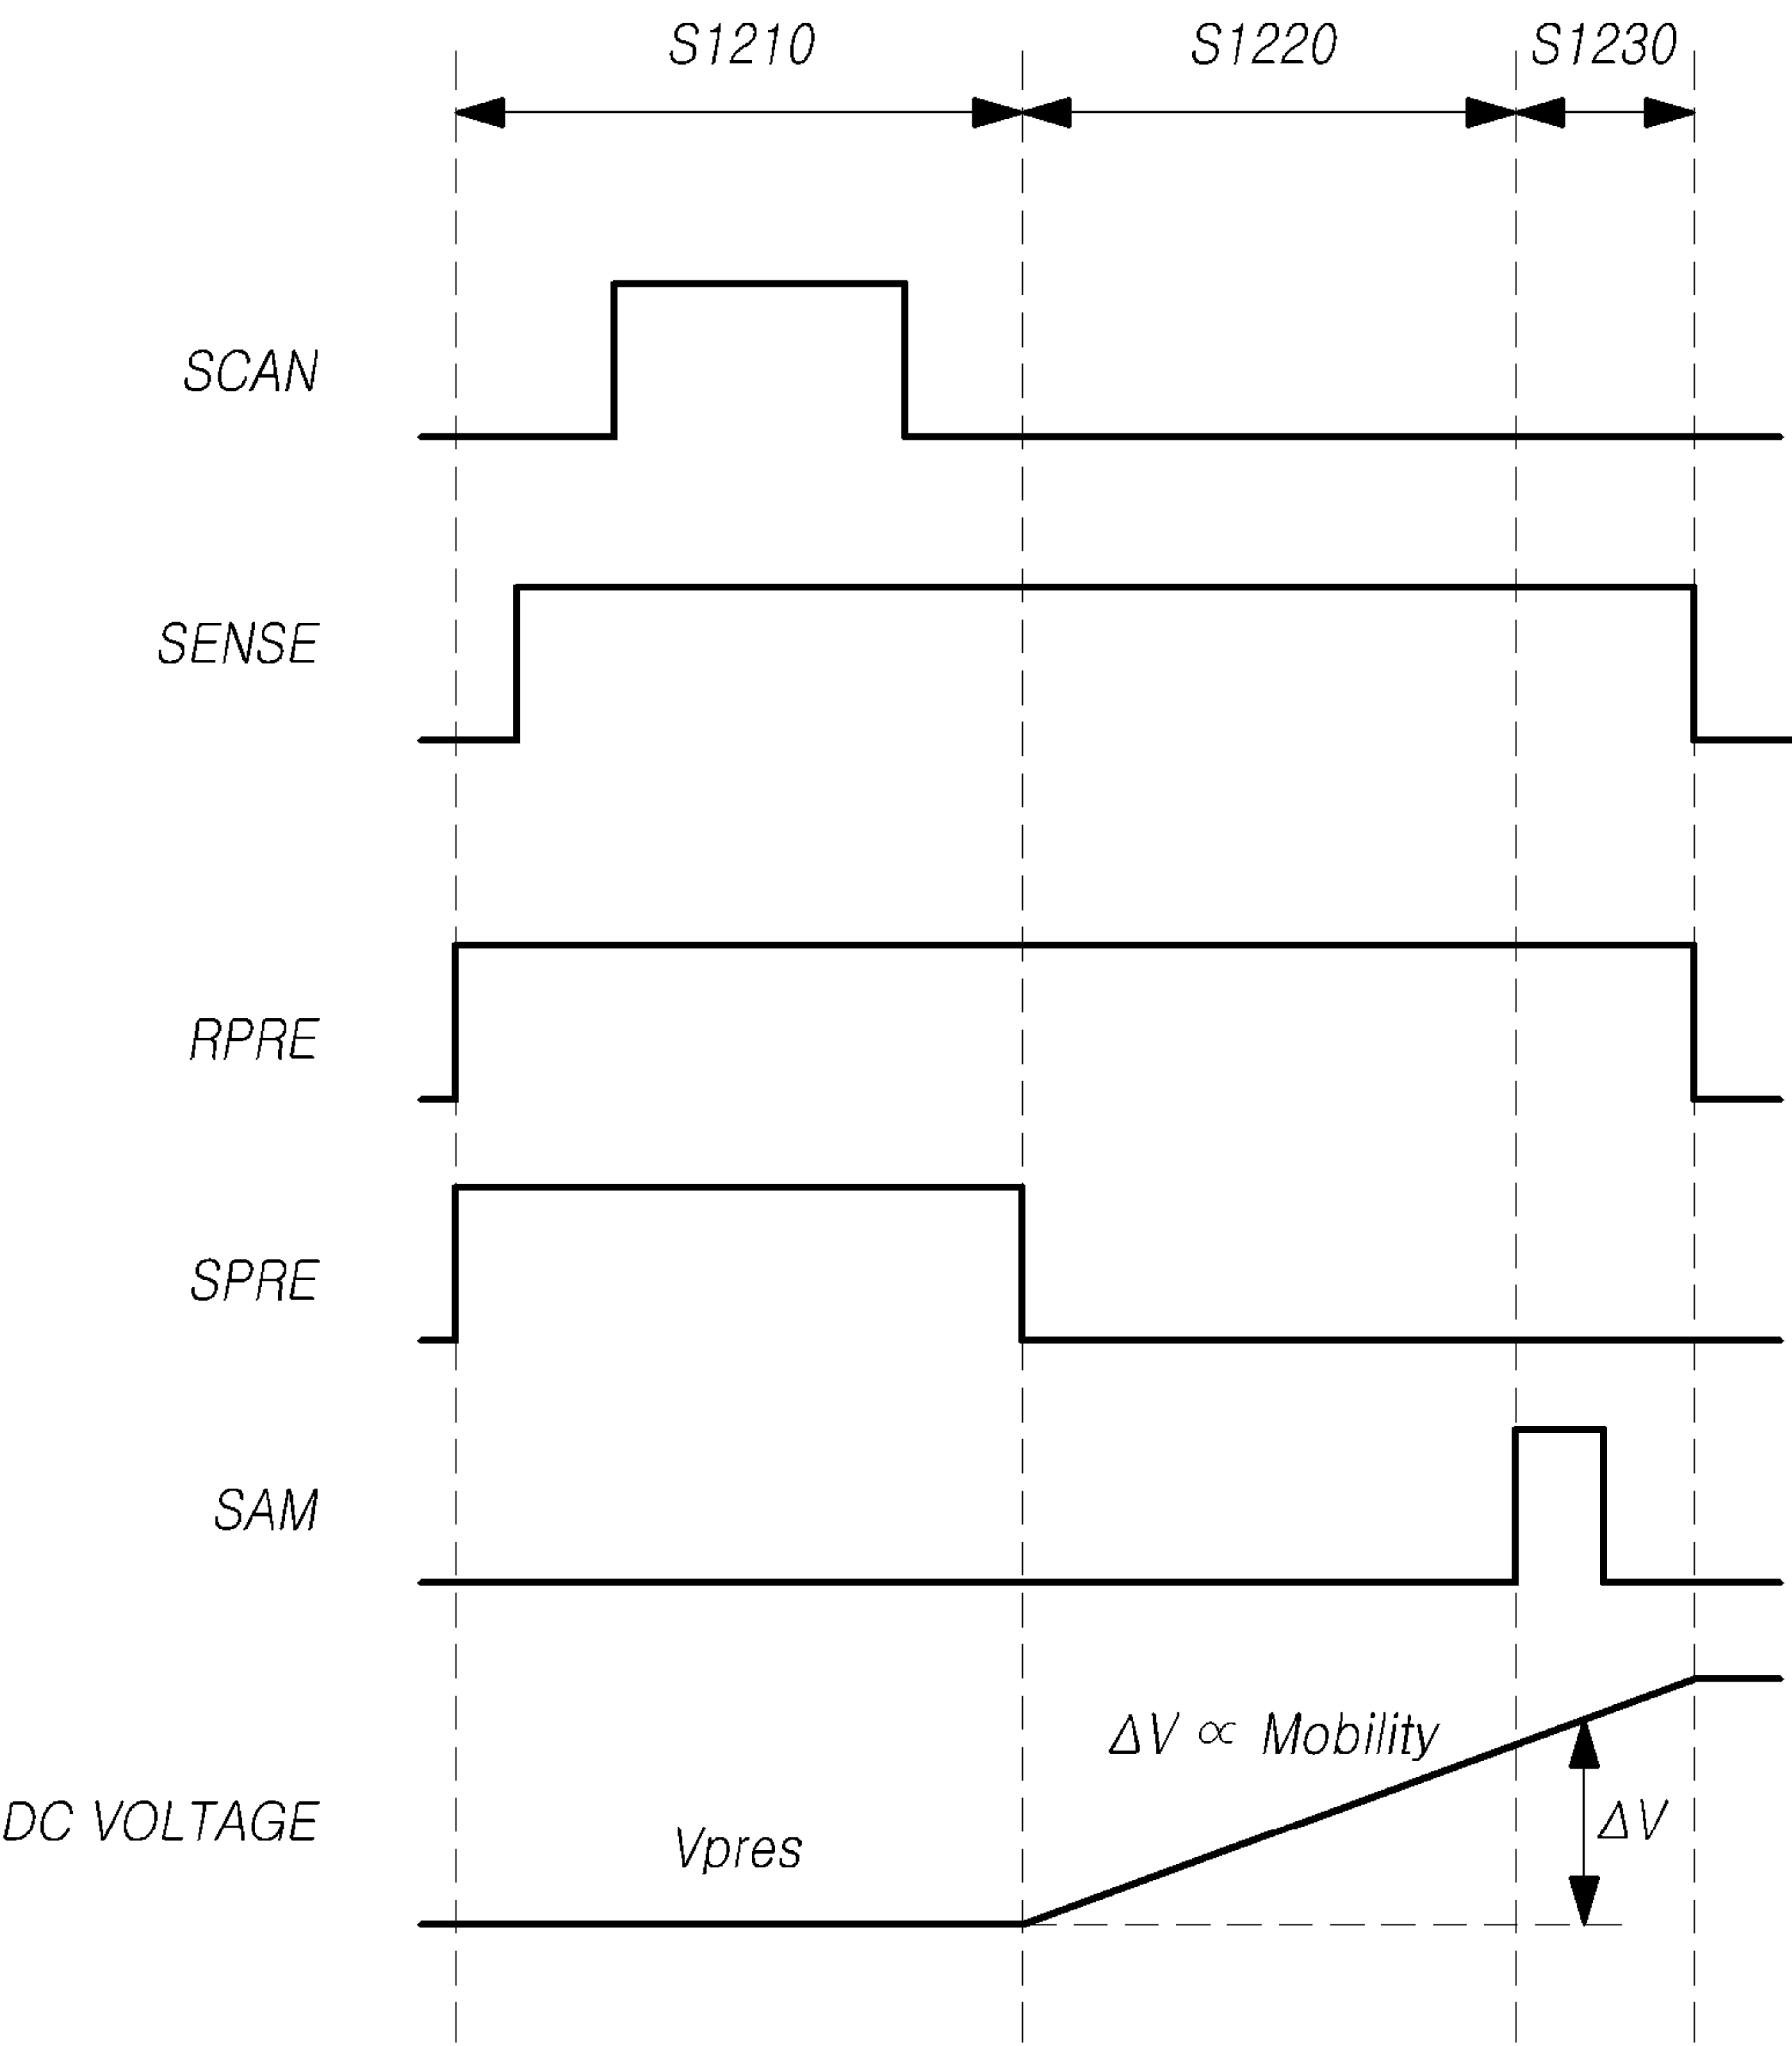 S1210 S1220 S1230
SCAN
SENSE
RPRE
SPRE
SAM
ΔV ∝ Mobility
DC VOLTAGE Vpres ΔV